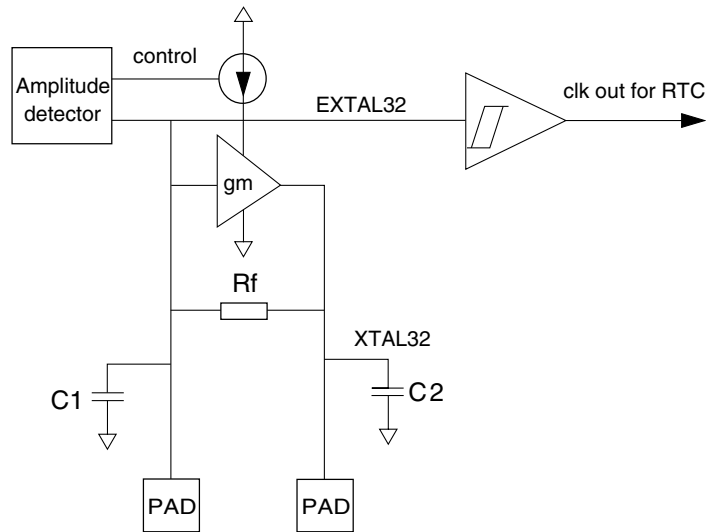 control
Amplitude
detector
EXTAL32
clk out for RTC
gm
Rf
XTAL32
C1
C2
PAD
PAD